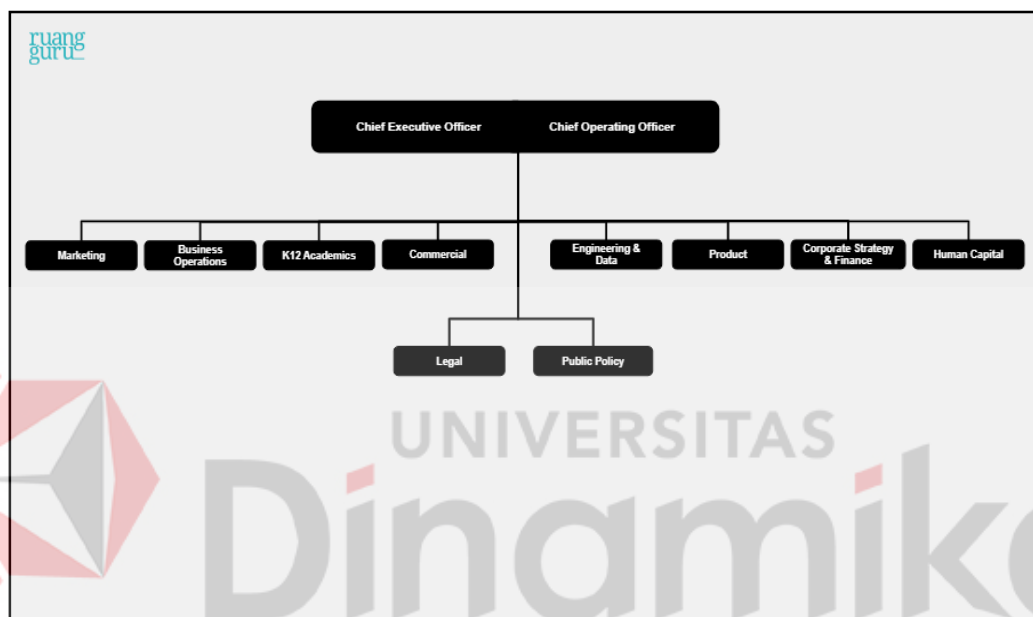 ruang
guru
Chief Executive Officer
Chief Operating Officer
Marketing
Business
Operations
K12 Academics
Commercial
Engineering &
Data
Product
Corporate Strategy
& Finance
Human Capital
Legal
Public Policy
UNIVERSITAS
Dinamika